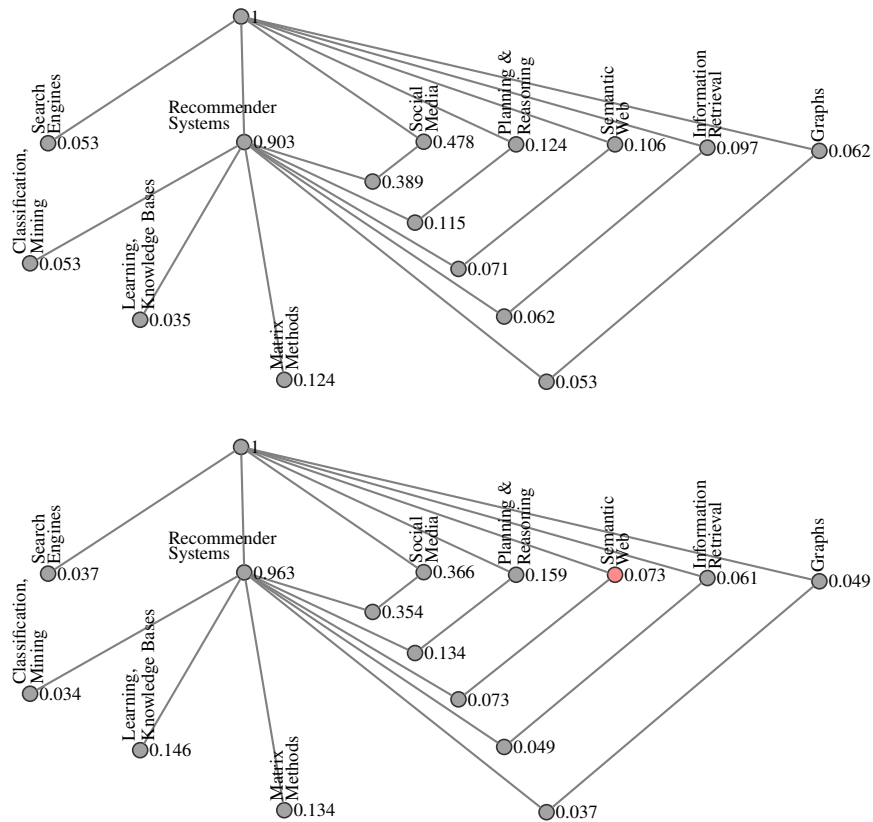 1
Search
Engines
0.053
Recommender
Systems
0.903
Social
Media
0.478
Planning &
Reasoning
0.124
Semantic
Web
0.106
Information
Retrieval
0.097
Graphs
0.062
0.389
0.115
0.071
0.062
0.053
Classification,
Mining
0.053
Learning,
Knowledge Bases
0.035
Matrix
Methods
0.124
1
Search
Engines
0.037
Recommender
Systems
0.963
Social
Media
0.366
Planning &
Reasoning
0.159
Semantic
Web
0.073
Information
Retrieval
0.061
Graphs
0.049
0.354
0.134
0.073
0.049
0.037
Classification,
Mining
0.034
Learning,
Knowledge Bases
0.146
Matrix
Methods
0.134